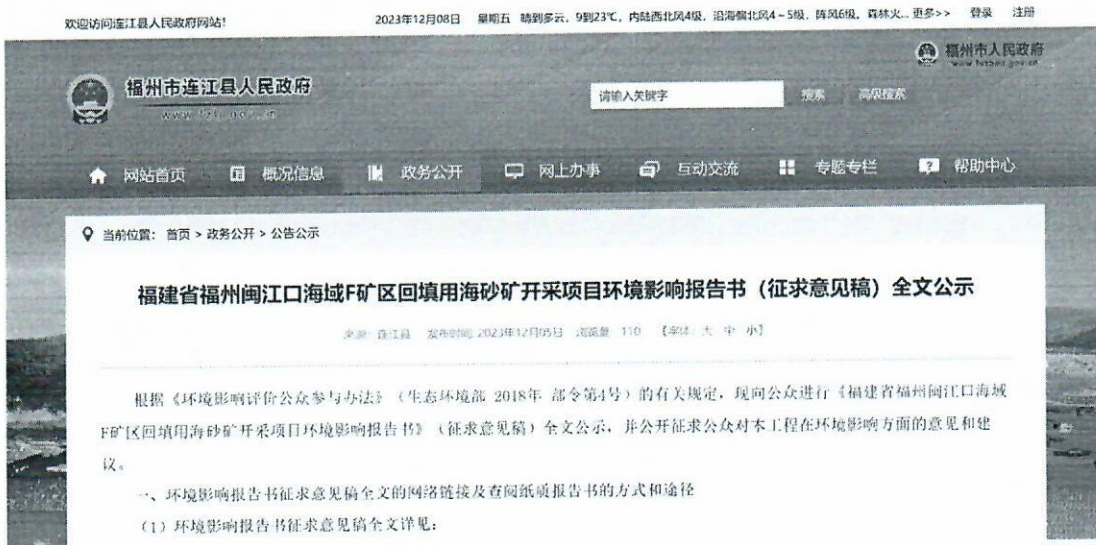 欢迎访问连江县人民政府网站！ 2023年12月08日 星期五 晴到多云，9到23℃，内陆西北风4级，沿海偏北风4～5级，阵风6级，森林火... 更多>> 登录 注册
福州市人民政府
福州市连江县人民政府
请输入关键字 搜索 高级搜索
网站首页 概况信息 政务公开 网上办事 互动交流 专题专栏 帮助中心
当前位置： 首页 > 政务公开 > 公告公示
福建省福州闽江口海域F矿区回填用海砂矿开采项目环境影响报告书（征求意见稿）全文公示
来源：连江县 发布时间：2023年12月05日 浏览量：110 【字体：大 中 小】
根据《环境影响评价公众参与办法》（生态环境部 2018年 部令第4号）的有关规定，现向公众进行《福建省福州闽江口海域
F矿区回填用海砂矿开采项目环境影响报告书》（征求意见稿）全文公示，并公开征求公众对本工程在环境影响方面的意见和建
议。
一、环境影响报告书征求意见稿全文的网络链接及查阅纸质报告书的方式和途径
（1）环境影响报告书征求意见稿全文详见：